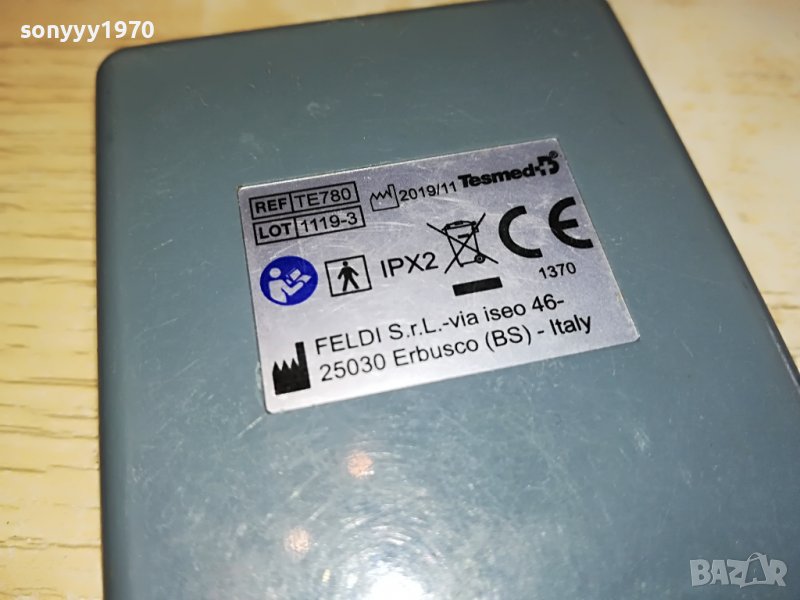 sonyyy1970
REF TE780 2019/11 Tesmed®
LOT 1119-3
IPX2 CE
1370
FELDI S.r.L.-via iseo 46-
25030 Erbusco (BS) - Italy
BAZAR